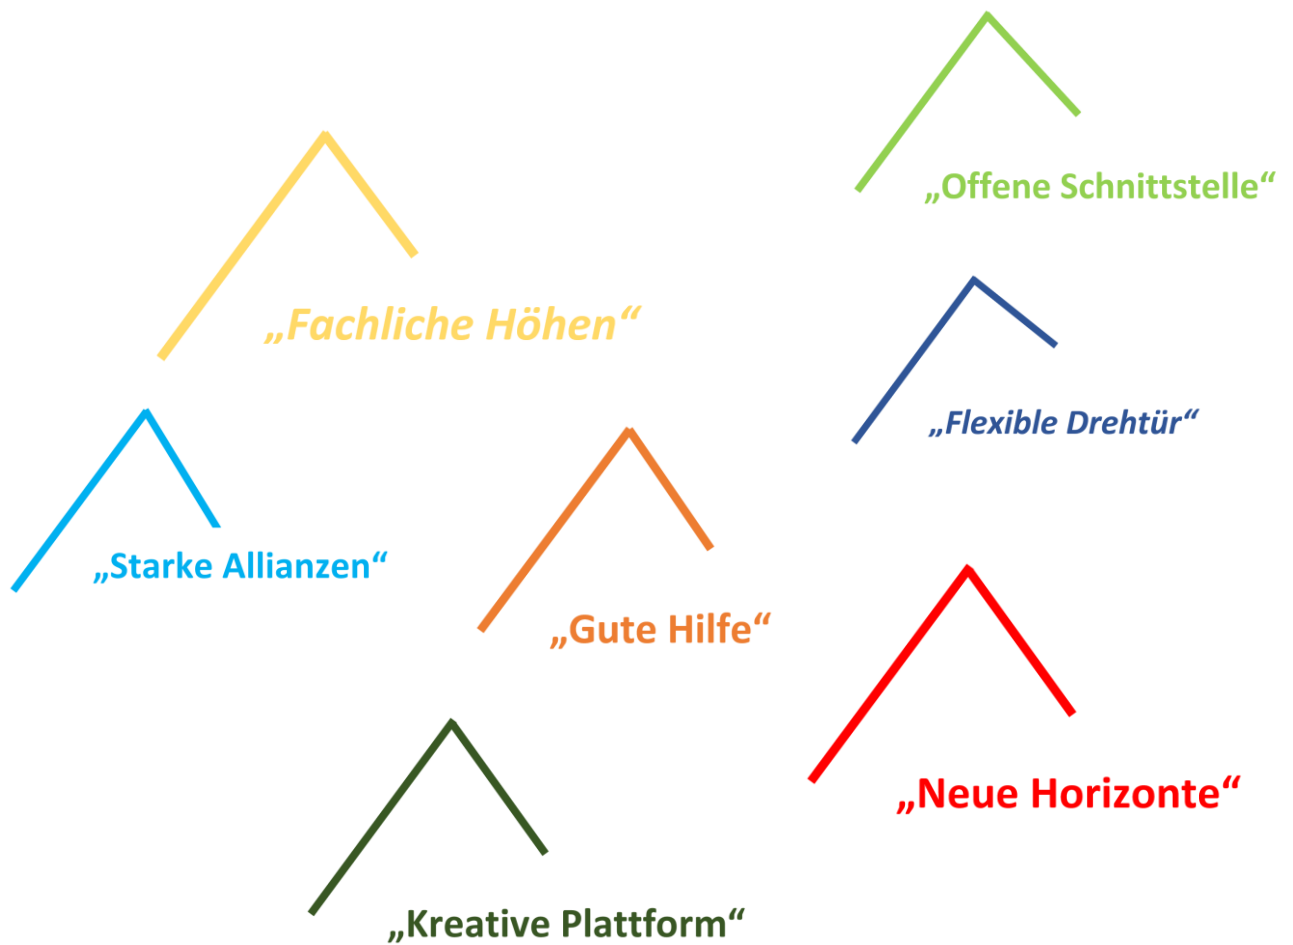 „Offene Schnittstelle“
„Fachliche Höhen“
„Flexible Drehtür“
„Starke Allianzen“
„Gute Hilfe“
„Neue Horizonte“
„Kreative Plattform“